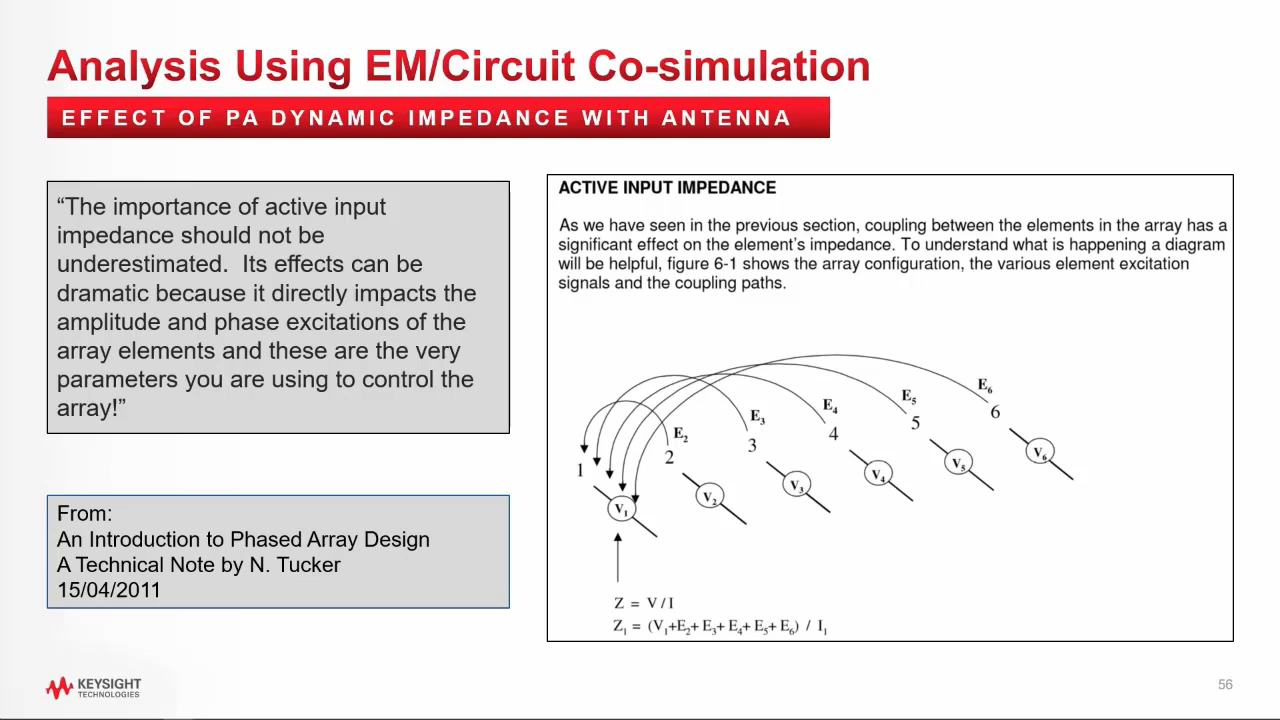 Analysis Using EM/Circuit Co-simulation
EFFECT OF PA DYNAMIC IMPEDANCE WITH ANTENNA
“The importance of active input
impedance should not be
underestimated.  Its effects can be
dramatic because it directly impacts the
amplitude and phase excitations of the
array elements and these are the very
parameters you are using to control the
array!”
From:
An Introduction to Phased Array Design
A Technical Note by N. Tucker
15/04/2011
ACTIVE INPUT IMPEDANCE
As we have seen in the previous section, coupling between the elements in the array has a
significant effect on the element's impedance. To understand what is happening a diagram
will be helpful, figure 6-1 shows the array configuration, the various element excitation
signals and the coupling paths.
E₆
6
E₅
5
E₄
4
E₃
3
E₂
2
1
V₆
V₅
V₄
V₃
V₂
V₁
Z = V / I
Z₁ = (V₁+E₂+ E₃+ E₄+ E₅+ E₆) / I₁
KEYSIGHT
TECHNOLOGIES
56